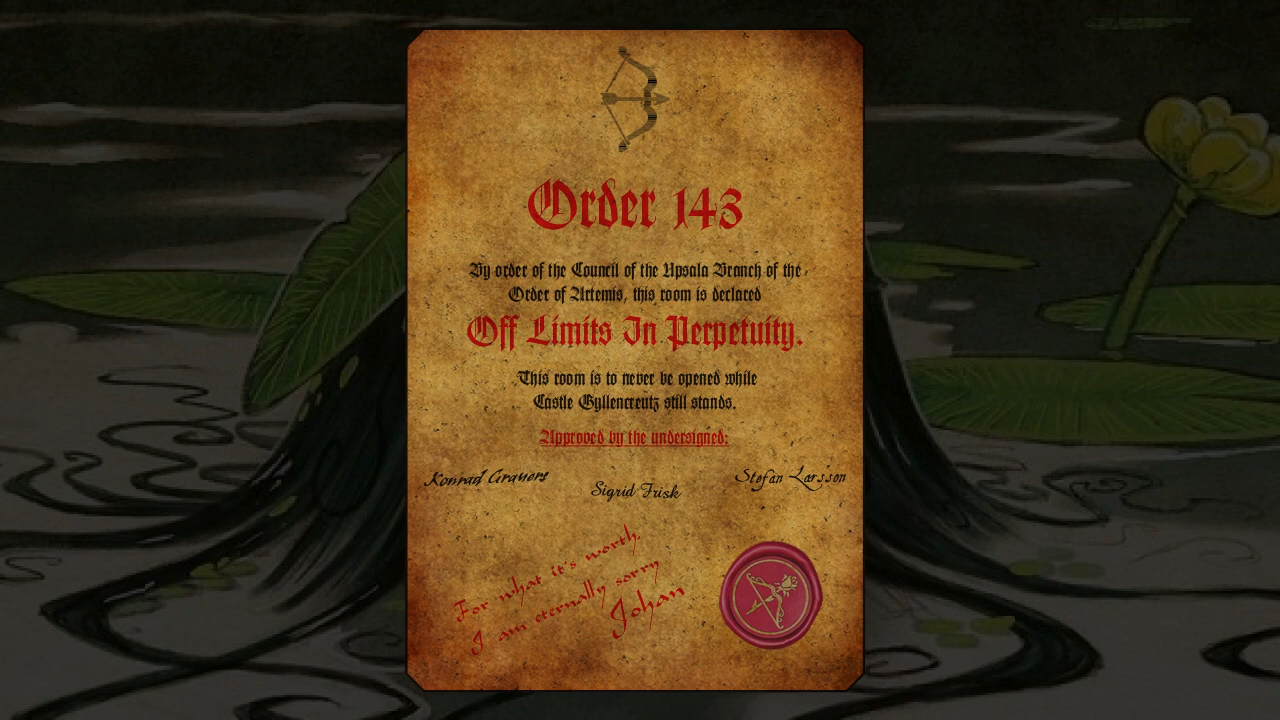 Order 143
By order of the Council of the Upsala Branch of the
Order of Artemis, this room is declared
Off Limits In Perpetuity.
This room is to never be opened while
Castle Gyllencreutz still stands.
Approved by the undersigned:
Konrad Gravers
Sigrid Frisk
Stefan Larsson
For what it's worth,
I am eternally sorry
Johan